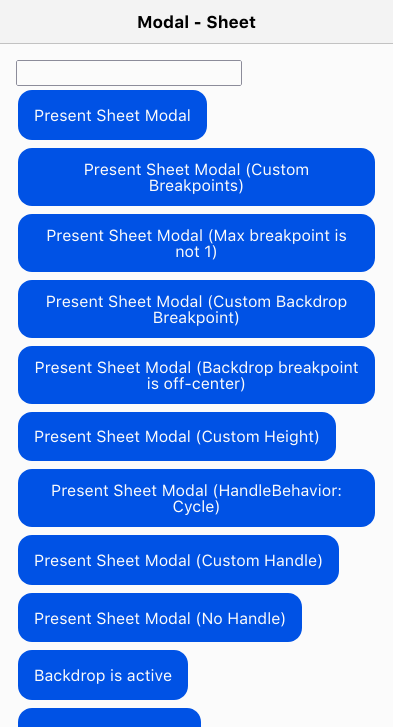 Modal - Sheet
Present Sheet Modal
Present Sheet Modal (Custom
Breakpoints)
Present Sheet Modal (Max breakpoint is
not 1)
Present Sheet Modal (Custom Backdrop
Breakpoint)
Present Sheet Modal (Backdrop breakpoint
is off-center)
Present Sheet Modal (Custom Height)
Present Sheet Modal (HandleBehavior:
Cycle)
Present Sheet Modal (Custom Handle)
Present Sheet Modal (No Handle)
Backdrop is active